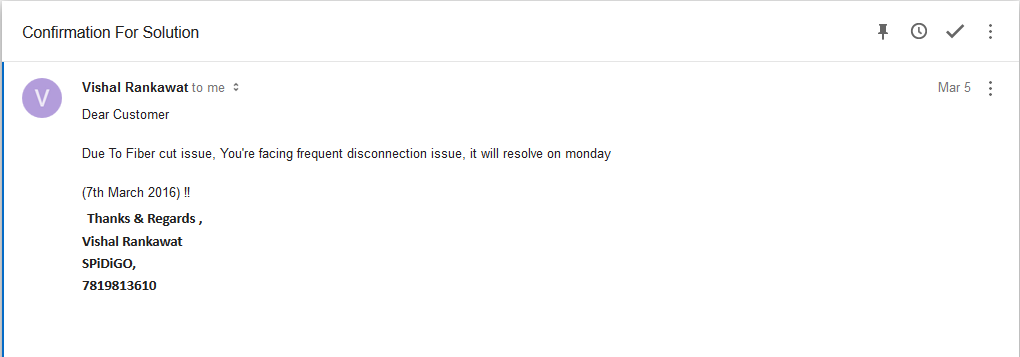 Confirmation For Solution
V
Vishal Rankawat to me
Mar 5
Dear Customer
Due To Fiber cut issue, You're facing frequent disconnection issue, it will resolve on monday
(7th March 2016) !!
Thanks & Regards ,
Vishal Rankawat
SPiDiGO,
7819813610